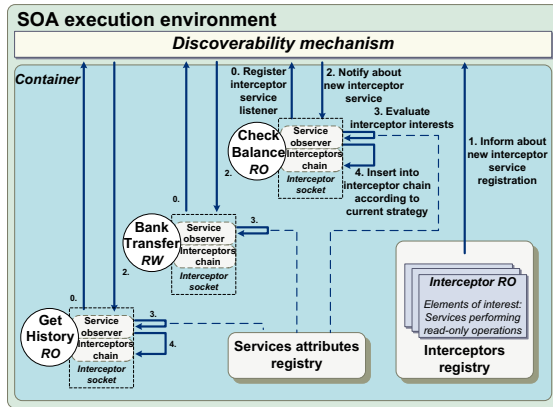 SOA execution environment
Discoverability mechanism
Container
0. Register
interceptor
service
listener
2. Notify about
new interceptor
service
3. Evaluate
interceptor interests
1. Inform about
new interceptor
service
registration
Check
Balance
RO
2.
Service
observer
Interceptors
chain
Interceptor
socket
4. Insert into
interceptor chain
according to
current strategy
0.
Bank
Transfer
RW
2.
Service
observer
Interceptors
chain
Interceptor
socket
3.
0.
Get
History
RO
Service
observer
Interceptors
chain
Interceptor
socket
3.
4.
Services attributes
registry
Interceptor RO
Elements of interest:
Services performing
read-only operations
Interceptors
registry